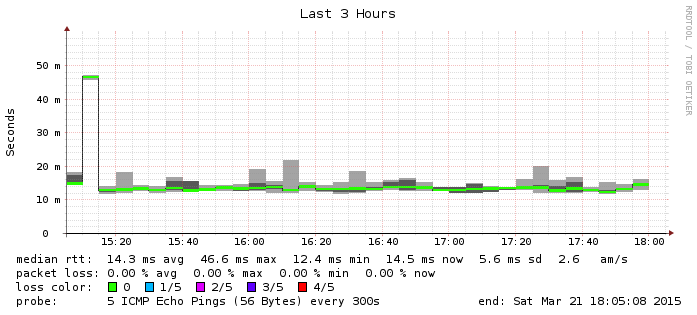 Last 3 Hours
RRDTOOL / TOBI OETIKER
Seconds
50 m
40 m
30 m
20 m
10 m
0
15:20 15:40 16:00 16:20 16:40 17:00 17:20 17:40 18:00
median rtt: 14.3 ms avg 46.6 ms max 12.4 ms min 14.5 ms now 5.6 ms sd 2.6 am/s
packet loss: 0.00 % avg 0.00 % max 0.00 % min 0.00 % now
loss color: 0 1/5 2/5 3/5 4/5
probe: 5 ICMP Echo Pings (56 Bytes) every 300s end: Sat Mar 21 18:05:08 2015